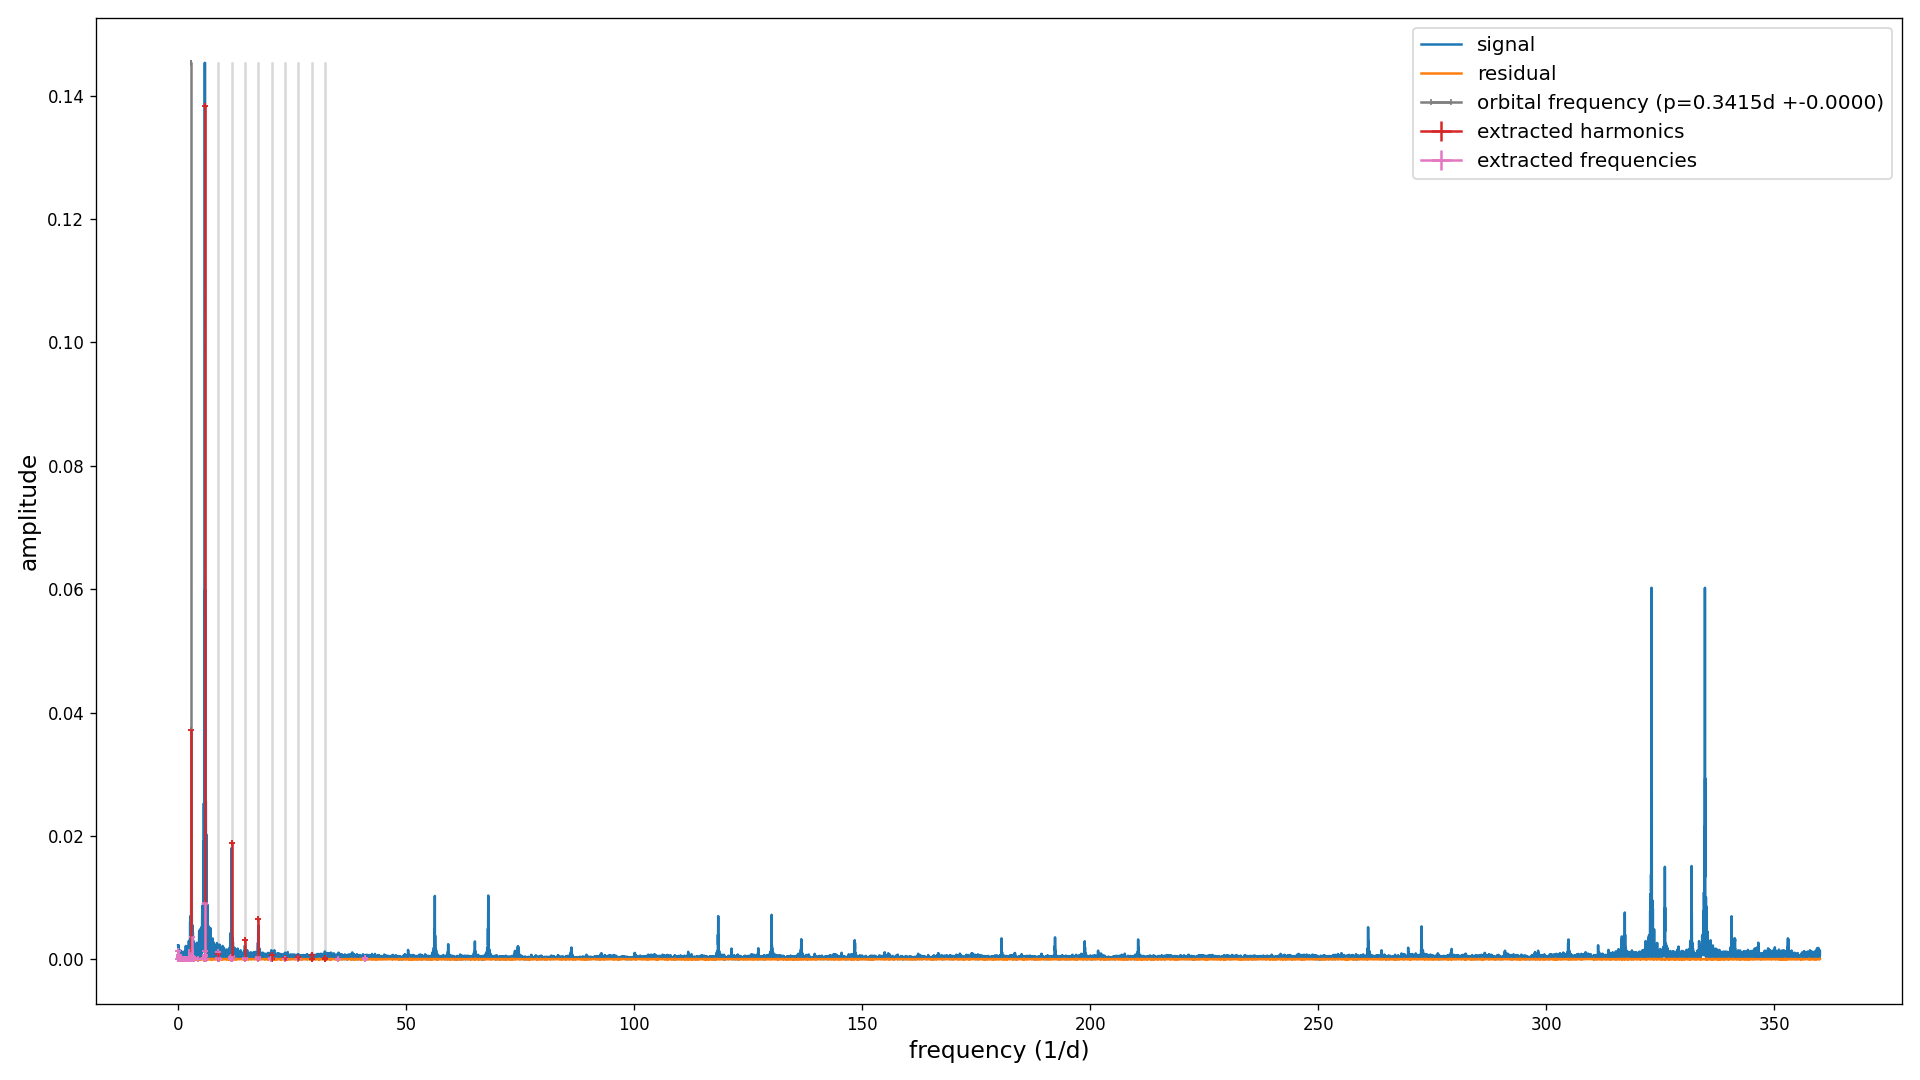 signal
residual
orbital frequency (p=0.3415d +-0.0000)
extracted harmonics
extracted frequencies
amplitude
0.14
0.12
0.10
0.08
0.06
0.04
0.02
0.00
0 50 100 150 200 250 300 350
frequency (1/d)